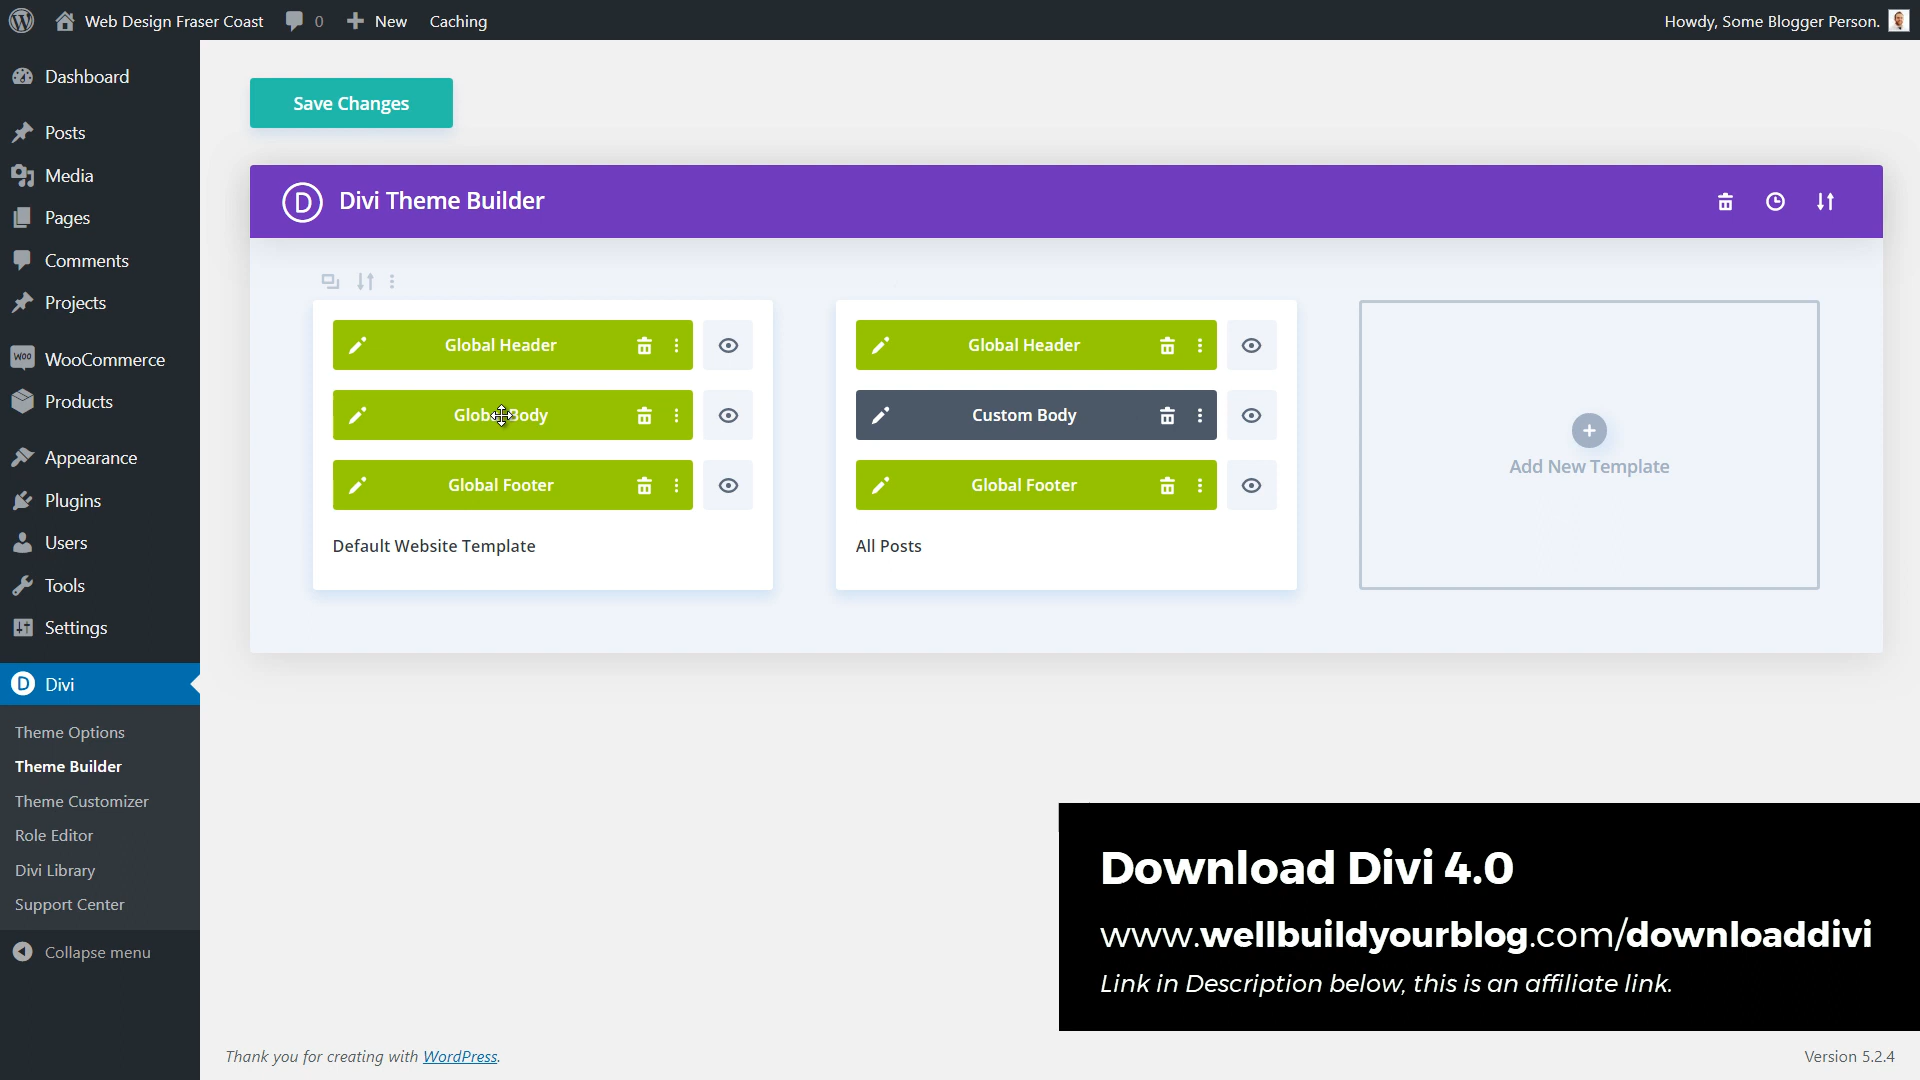 Web Design Fraser Coast
0
New
Caching
Howdy, Some Blogger Person.
Dashboard
Posts
Media
Pages
Comments
Projects
WOO
WooCommerce
Products
Appearance
Plugins
Users
Tools
Settings
D
Divi
Theme Options
Theme Builder
Theme Customizer
Role Editor
Divi Library
Support Center
Collapse menu
Save Changes
D
Divi Theme Builder
Global Header
Global Body
Global Footer
Default Website Template
Global Header
Custom Body
Global Footer
All Posts
Add New Template
Download Divi 4.0
www.wellbuildyourblog.com/downloaddivi
Link in Description below, this is an affiliate link.
Thank you for creating with WordPress.
Version 5.2.4